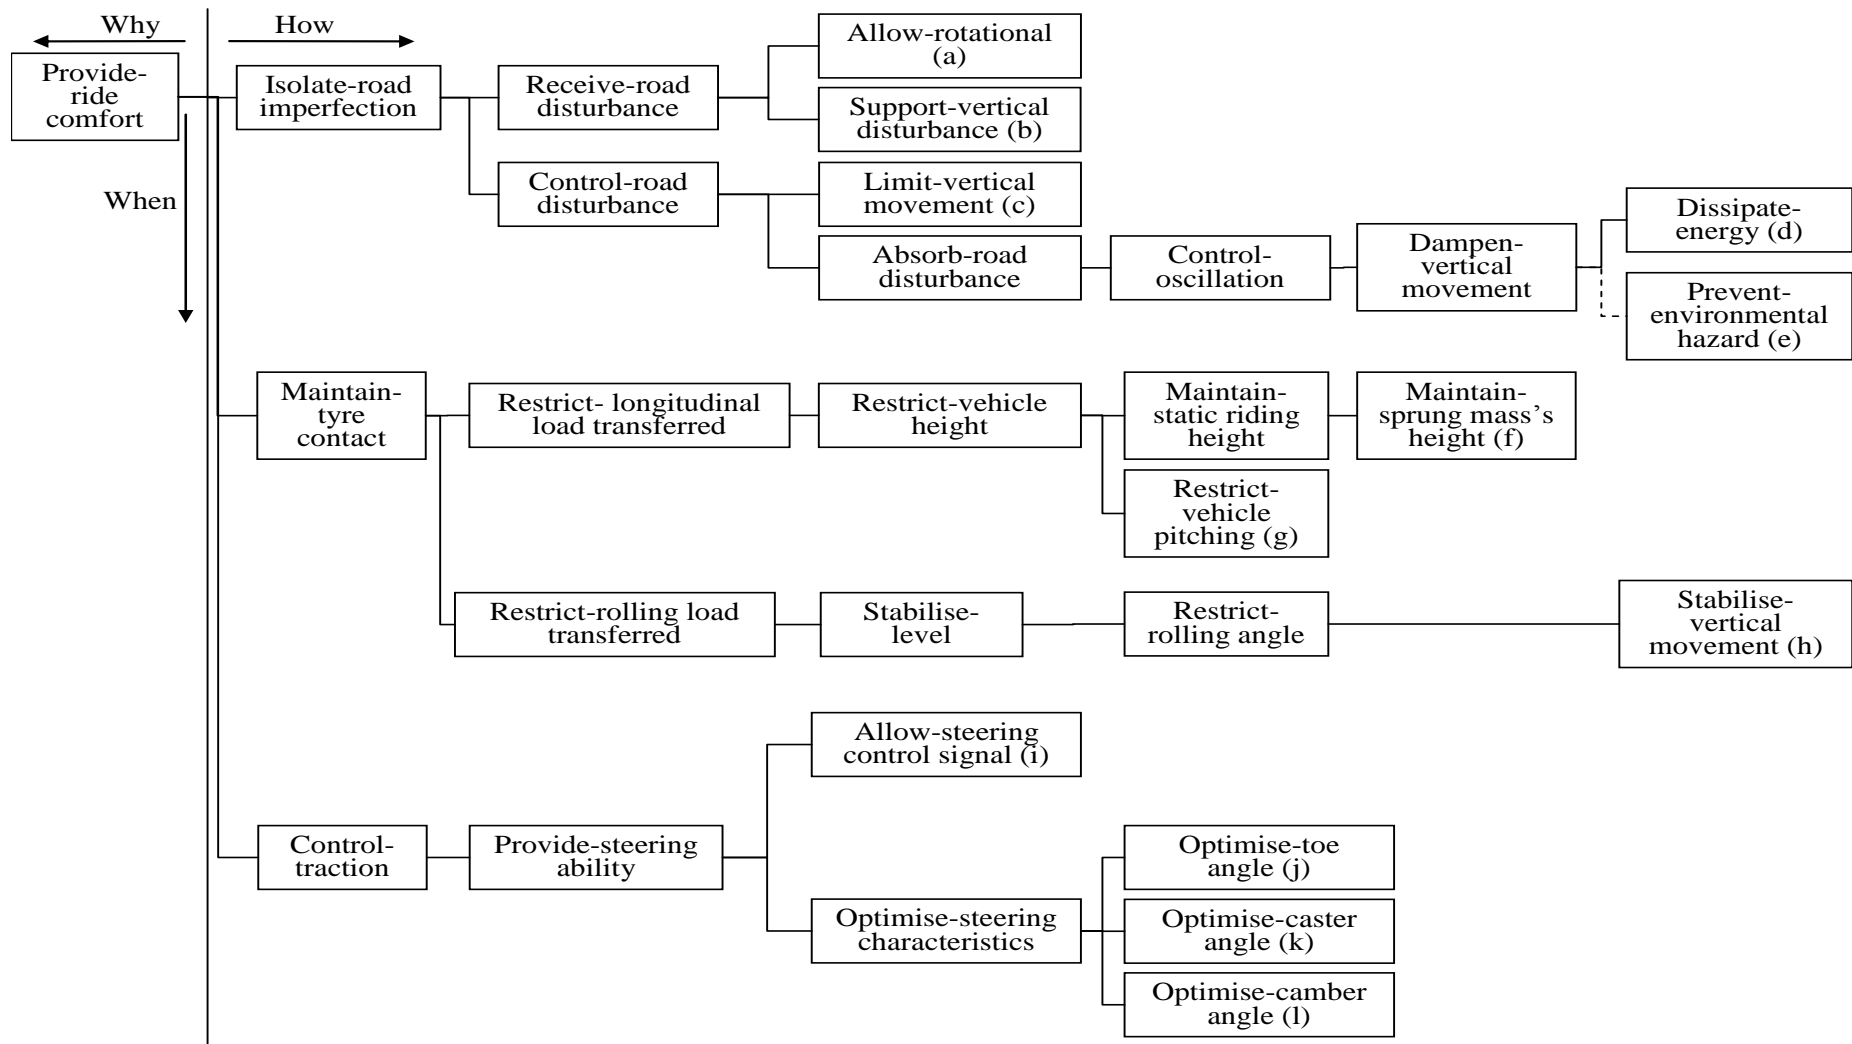 Why
How
When
Provide-
ride
comfort
Isolate-road
imperfection
Receive-road
disturbance
Allow-rotational
(a)
Support-vertical
disturbance (b)
Control-road
disturbance
Limit-vertical
movement (c)
Absorb-road
disturbance
Control-
oscillation
Dampen-
vertical
movement
Dissipate-
energy (d)
Prevent-
environmental
hazard (e)
Maintain-
tyre
contact
Restrict- longitudinal
load transferred
Restrict-vehicle
height
Maintain-
static riding
height
Maintain-
sprung mass’s
height (f)
Restrict-
vehicle
pitching (g)
Restrict-rolling load
transferred
Stabilise-
level
Restrict-
rolling angle
Stabilise-
vertical
movement (h)
Control-
traction
Provide-steering
ability
Allow-steering
control signal (i)
Optimise-steering
characteristics
Optimise-toe
angle (j)
Optimise-caster
angle (k)
Optimise-camber
angle (l)